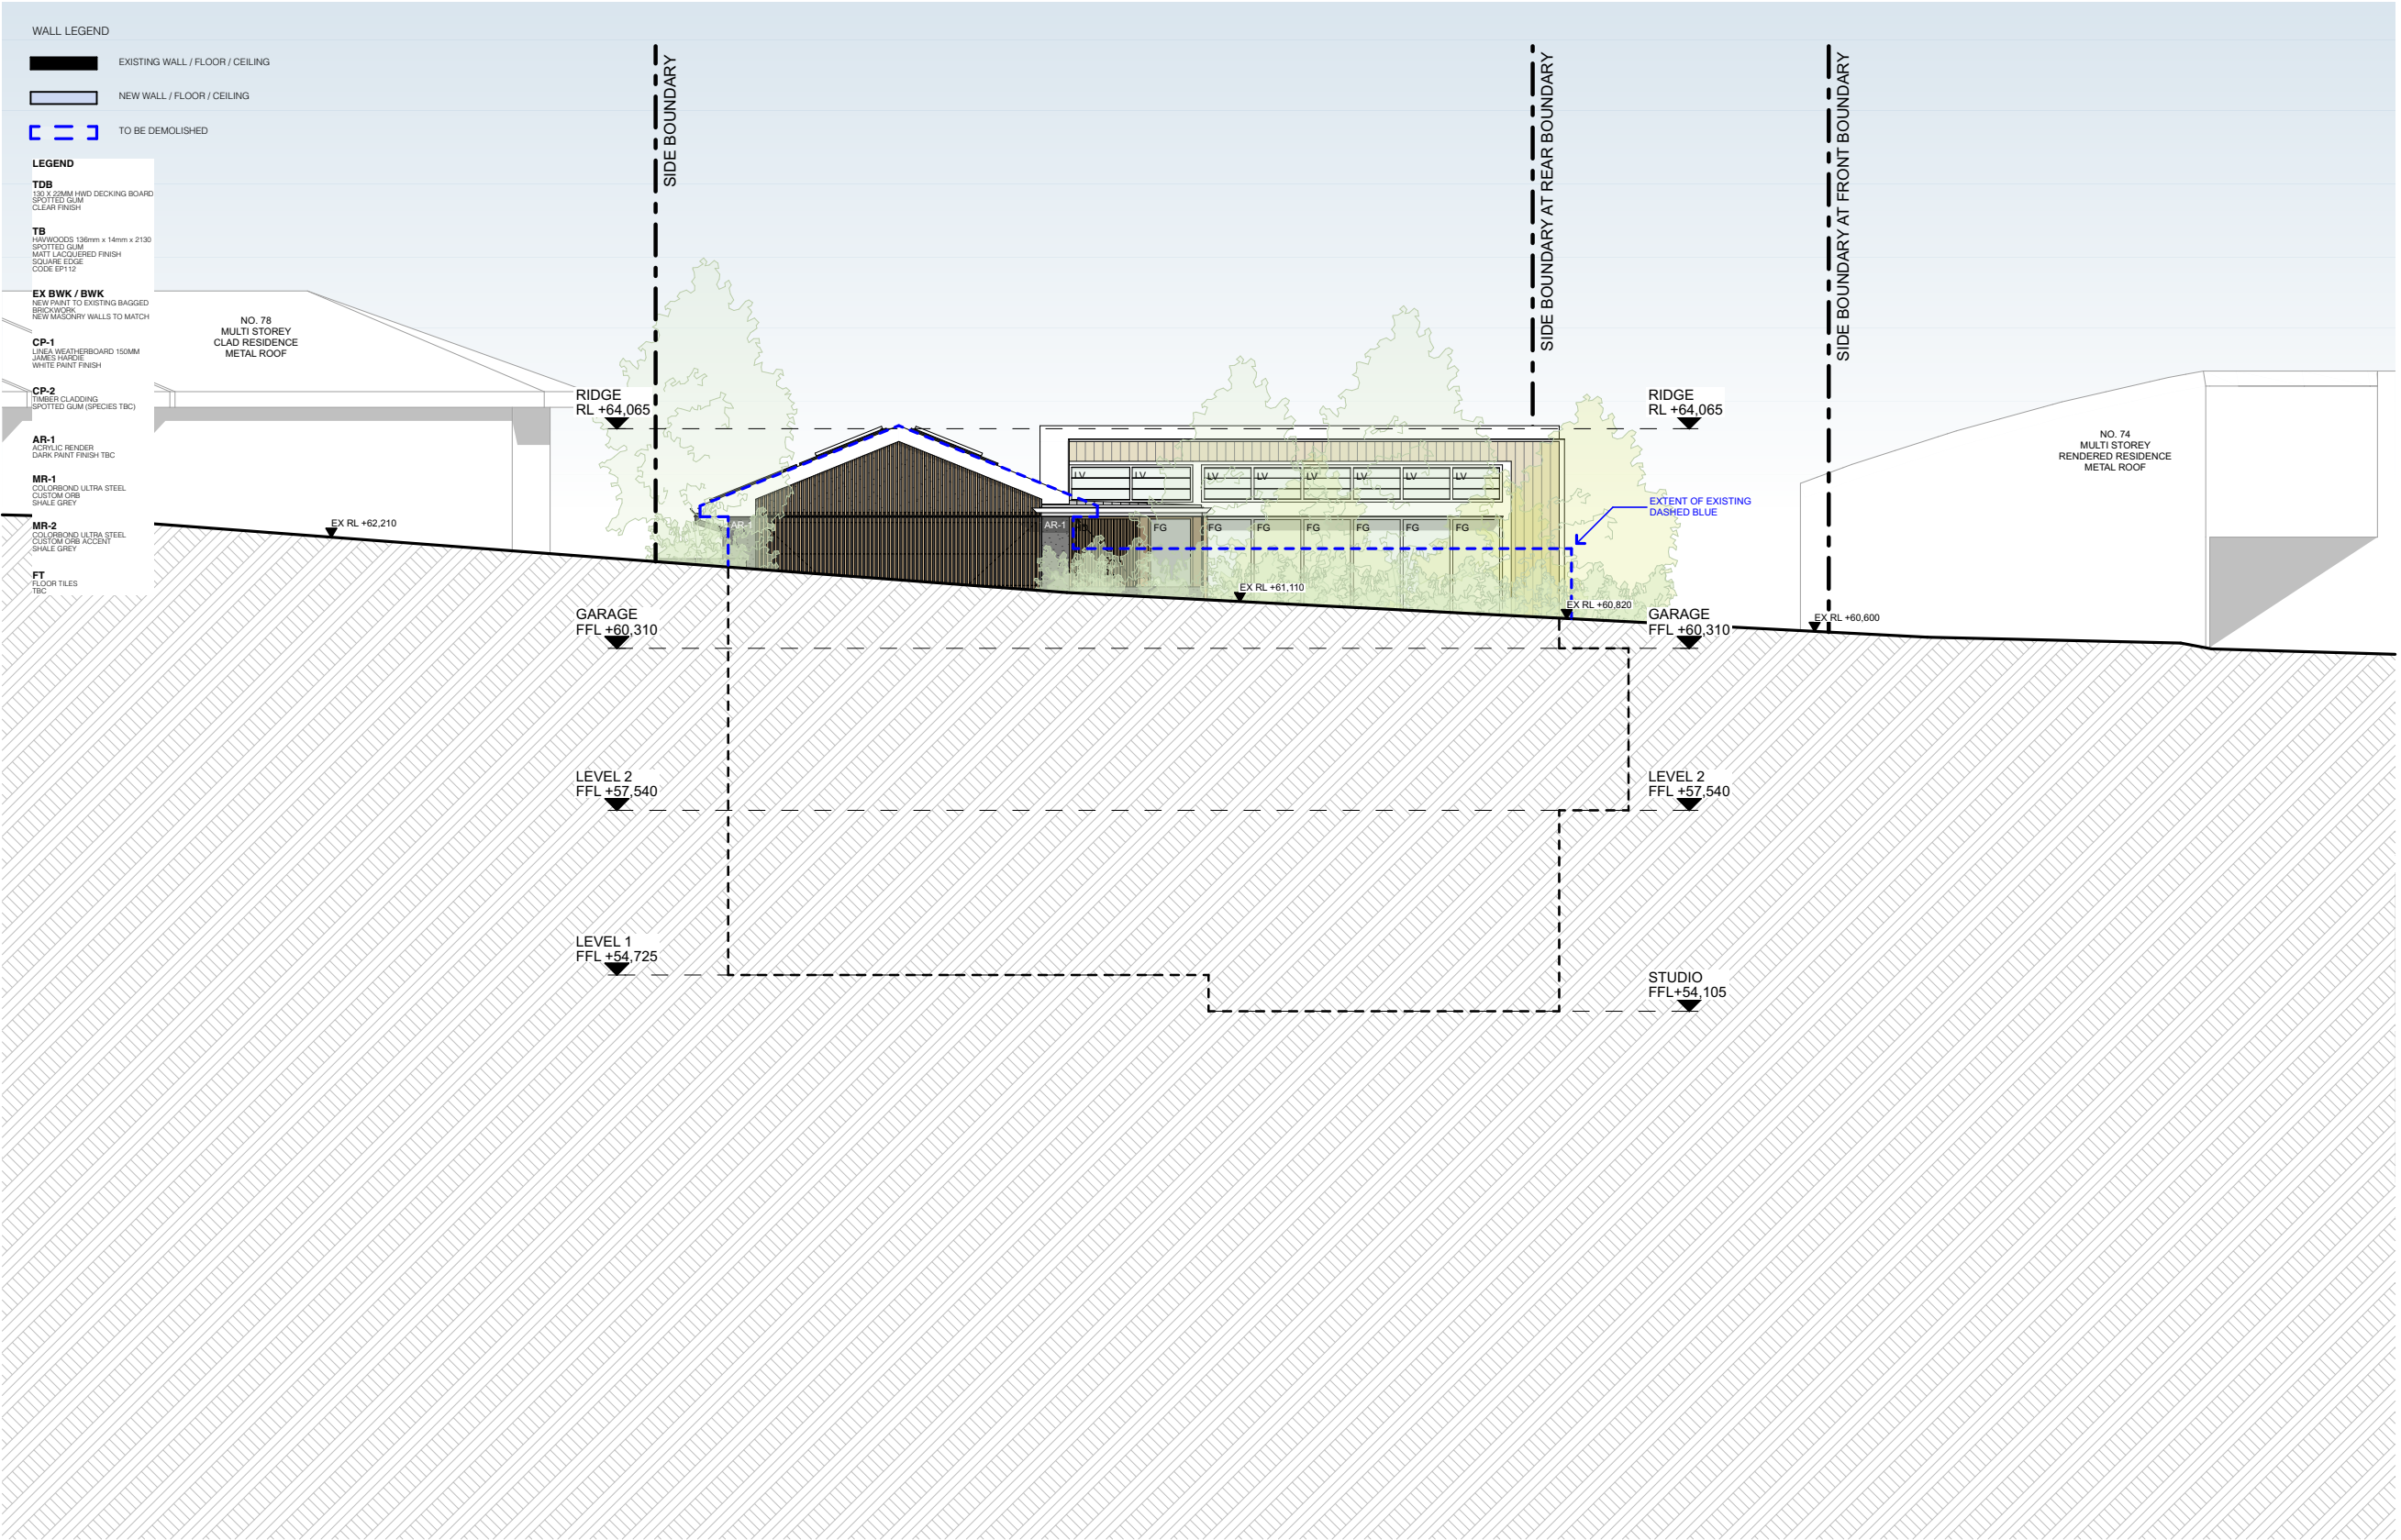 WALL LEGEND
EXISTING WALL / FLOOR / CEILING
NEW WALL / FLOOR / CEILING
TO BE DEMOLISHED
LEGEND
TDB
130 X 22MM HWD DECKING BOARD
SPOTTED GUM
CLEAR FINISH
TB
HAVWOODS 136mm x 14mm x 2130
SPOTTED GUM
MATT LACQUERED FINISH
SQUARE EDGE
CODE EP112
EX BWK / BWK
NEW PAINT TO EXISTING BAGGED
BRICKWORK
NEW MASONRY WALLS TO MATCH
CP-1
LINEA WEATHERBOARD 150MM
JAMES HARDIE
WHITE PAINT FINISH
CP-2
TIMBER CLADDING
SPOTTED GUM (SPECIES TBC)
AR-1
ACRYLIC RENDER
DARK PAINT FINISH TBC
MR-1
COLORBOND ULTRA STEEL
CUSTOM ORB
SHALE GREY
MR-2
COLORBOND ULTRA STEEL
CUSTOM ORB ACCENT
SHALE GREY
FT
FLOOR TILES
TBC
NO. 78
MULTI STOREY
CLAD RESIDENCE
METAL ROOF
EX RL +62,210
SIDE BOUNDARY
SIDE BOUNDARY AT REAR BOUNDARY
SIDE BOUNDARY AT FRONT BOUNDARY
RIDGE
RL +64,065
RIDGE
RL +64,065
NO. 74
MULTI STOREY
RENDERED RESIDENCE
METAL ROOF
LV
LV
LV
LV
LV
LV
LV
LV
EXTENT OF EXISTING
DASHED BLUE
AR-1
AR-1
FG
FG
FG
FG
FG
FG
FG
EX RL +61,110
EX RL +60,820
EX RL +60,600
GARAGE
FFL +60,310
GARAGE
FFL +60,310
LEVEL 2
FFL +57,540
LEVEL 2
FFL +57,540
LEVEL 1
FFL +54,725
STUDIO
FFL+54,105